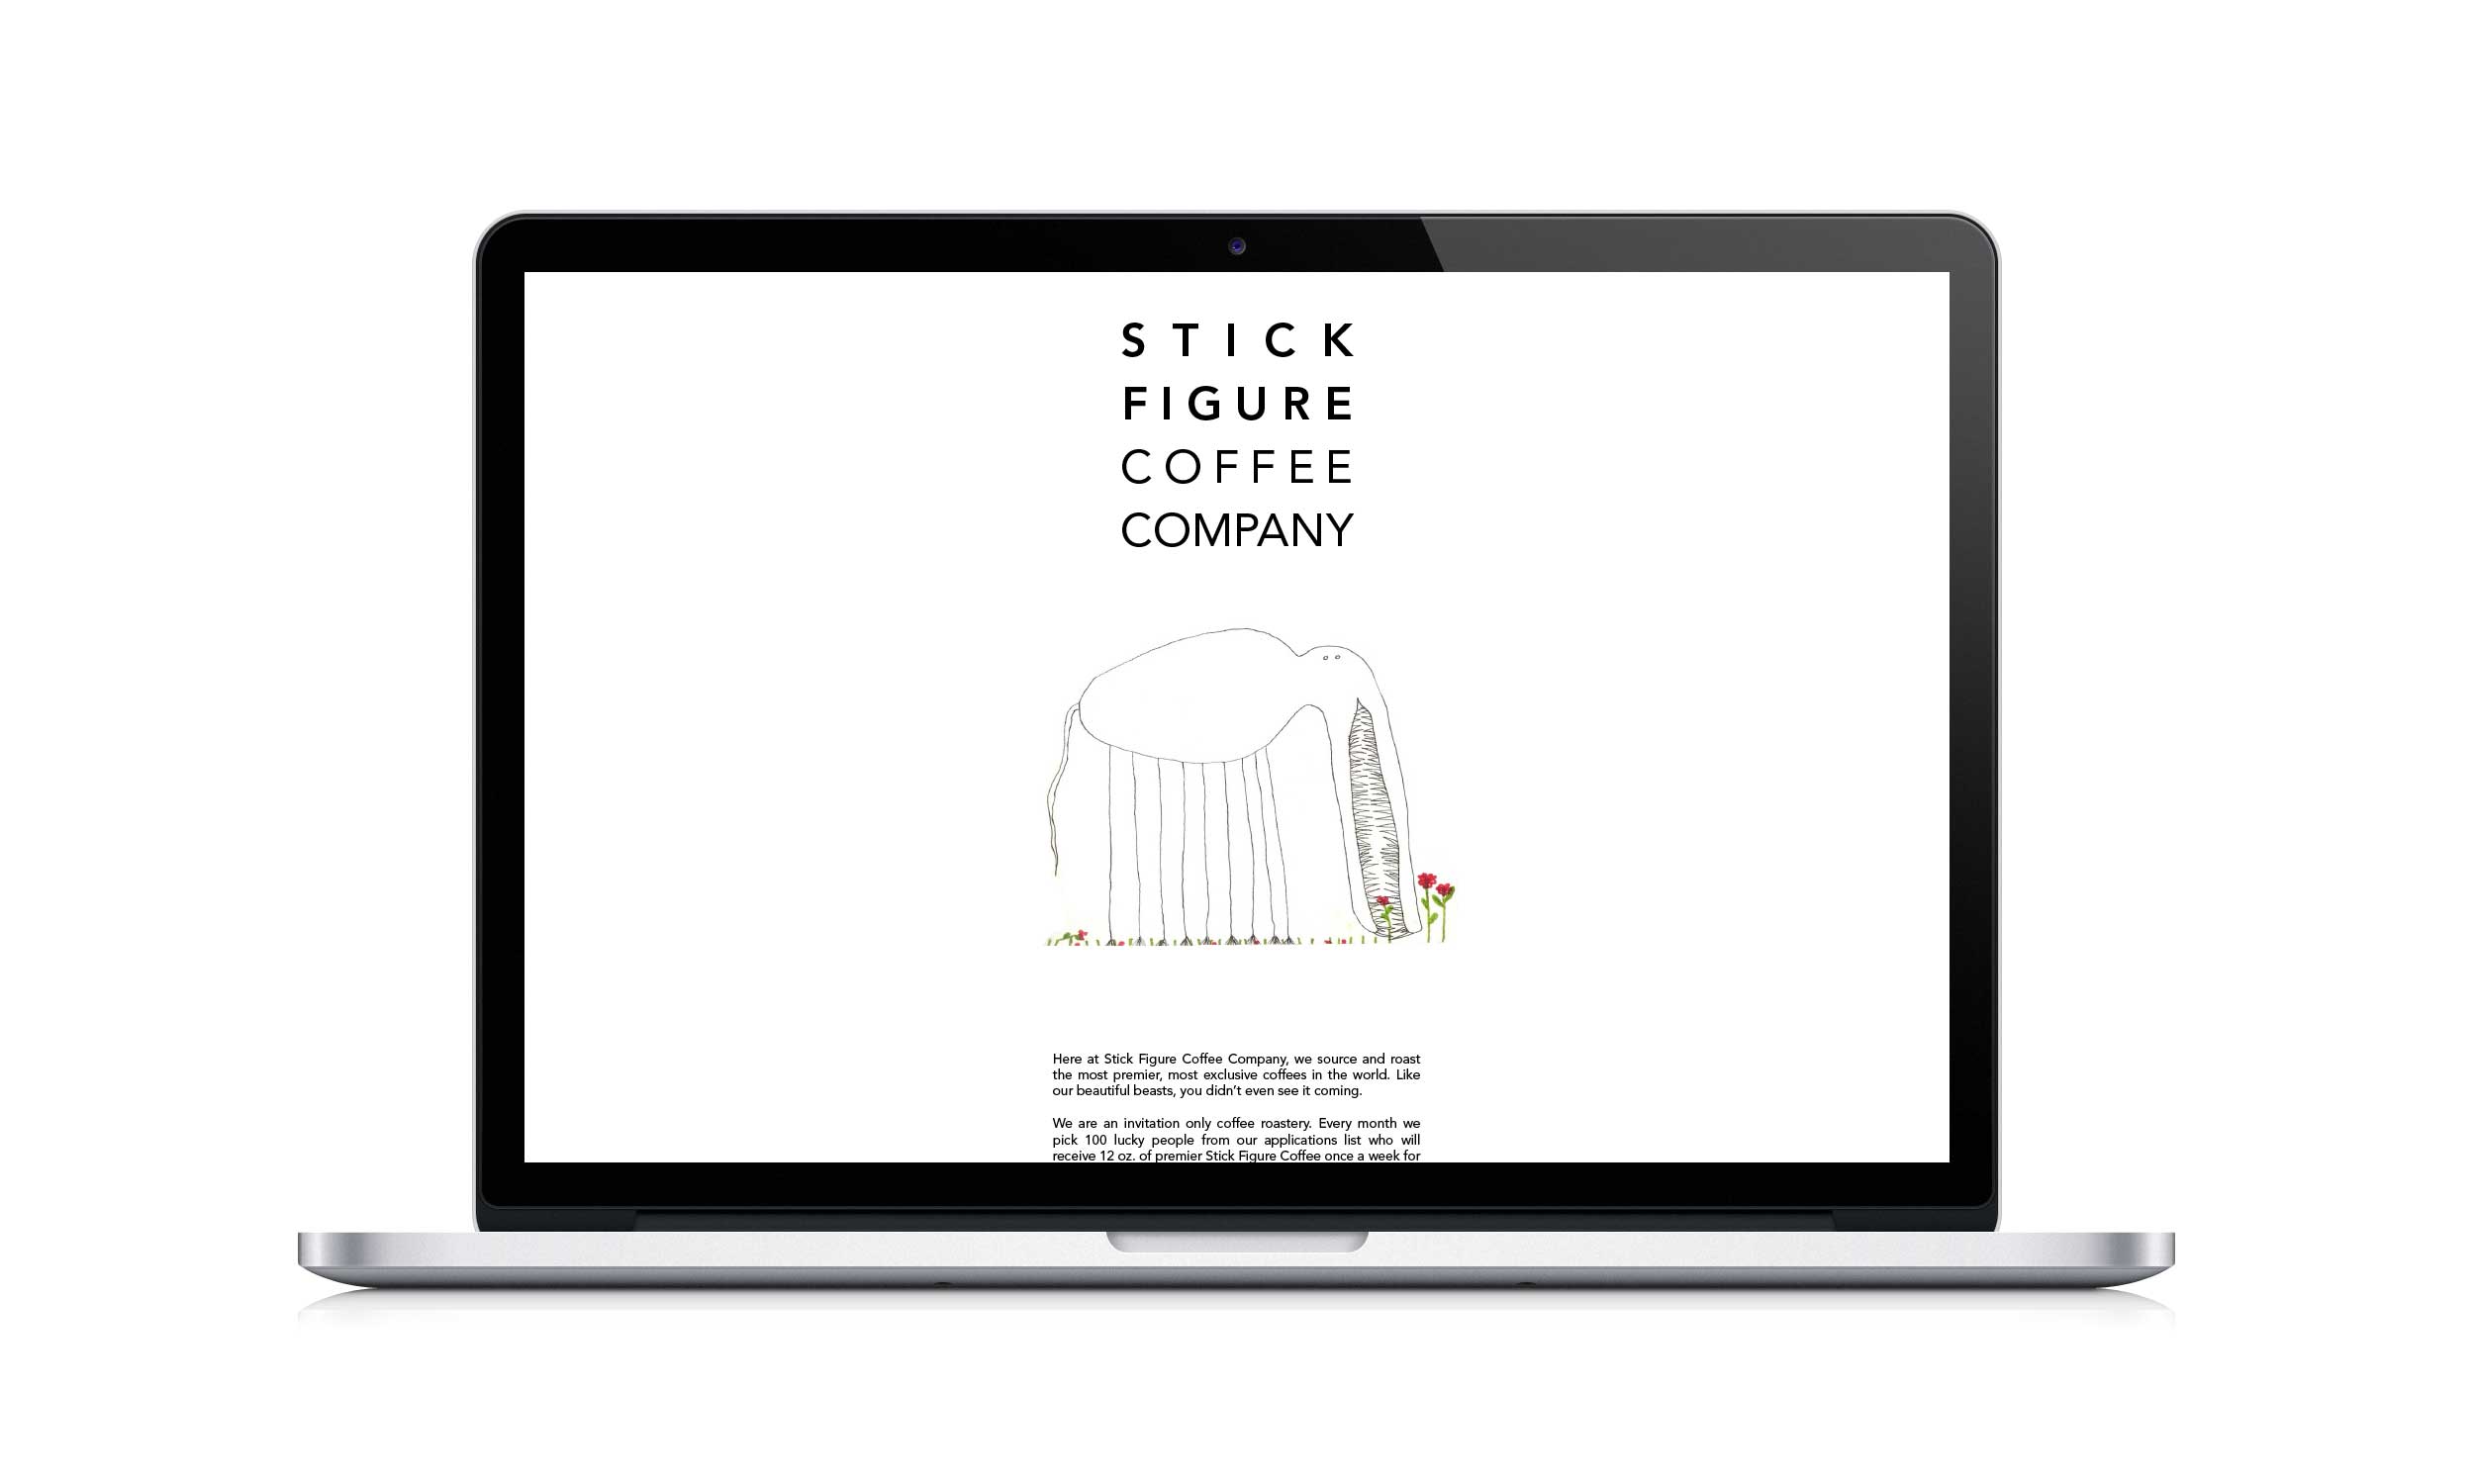 STICK
FIGURE
COFFEE
COMPANY
Here at Stick Figure Coffee Company, we source and roast
the most premier, most exclusive coffees in the world. Like
our beautiful beasts, you didn’t even see it coming.
We are an invitation only coffee roastery. Every month we
pick 100 lucky people from our applications list who will
receive 12 oz. of premier Stick Figure Coffee once a week for